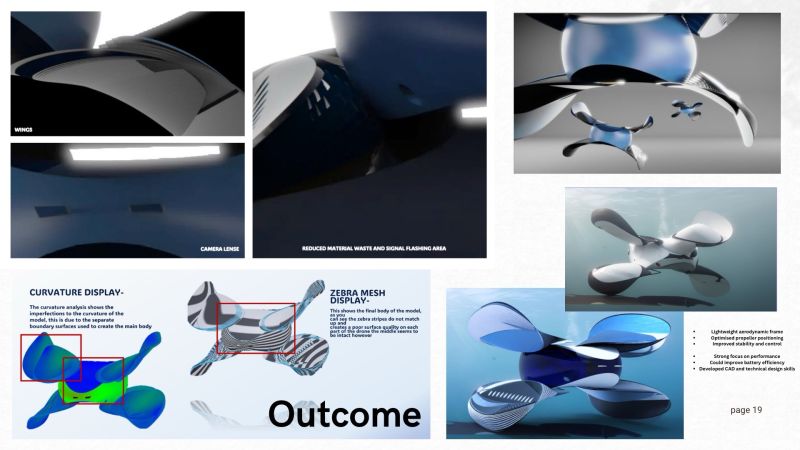 WINGS
CAMERA LENSE
REDUCED MATERIAL WASTE AND SIGNAL FLASHING AREA
CURVATURE DISPLAY-
The curvature analysis shows the
imperfections to the curvature of the
model, this is due to the separate
boundary surfaces used to create the main body
ZEBRA MESH
DISPLAY-
This shows the final body of the model,
as you
can see the zebra stripes do not match
up and
creates a poor surface quality on each
part of the drone the middle seems to
be intact however
Outcome
Lightweight aerodynamic frame
Optimised propeller positioning
Improved stability and control
Strong focus on performance
Could improve battery efficiency
Developed CAD and technical design skills
page 19